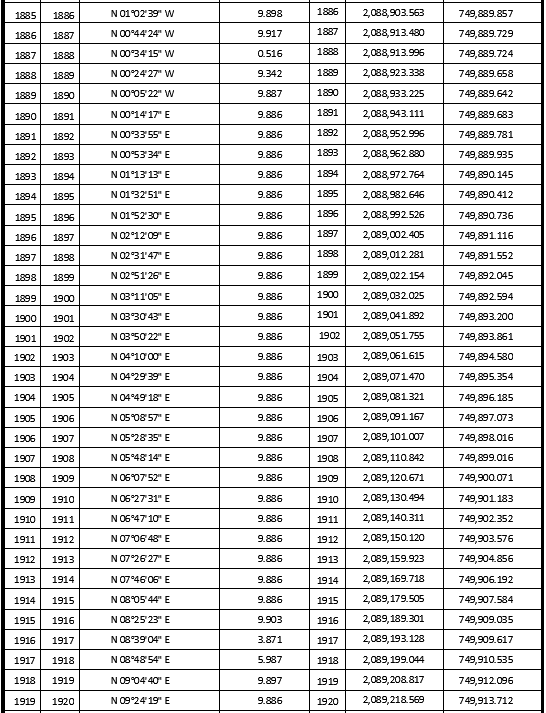 1885 1886 N 01°02'39" W 9.898 1886 2,088,903.563 749,889.857
1886 1887 N 00°44'24" W 9.917 1887 2,088,913.480 749,889.729
1887 1888 N 00°34'15" W 0.516 1888 2,088,913.996 749,889.724
1888 1889 N 00°24'27" W 9.342 1889 2,088,923.338 749,889.658
1889 1890 N 00°05'22" W 9.887 1890 2,088,933.225 749,889.642
1890 1891 N 00°14'17" E 9.886 1891 2,088,943.111 749,889.683
1891 1892 N 00°33'55" E 9.886 1892 2,088,952.996 749,889.781
1892 1893 N 00°53'34" E 9.886 1893 2,088,962.880 749,889.935
1893 1894 N 01°13'13" E 9.886 1894 2,088,972.764 749,890.145
1894 1895 N 01°32'51" E 9.886 1895 2,088,982.646 749,890.412
1895 1896 N 01°52'30" E 9.886 1896 2,088,992.526 749,890.736
1896 1897 N 02°12'09" E 9.886 1897 2,089,002.405 749,891.116
1897 1898 N 02°31'47" E 9.886 1898 2,089,012.281 749,891.552
1898 1899 N 02°51'26" E 9.886 1899 2,089,022.154 749,892.045
1899 1900 N 03°11'05" E 9.886 1900 2,089,032.025 749,892.594
1900 1901 N 03°30'43" E 9.886 1901 2,089,041.892 749,893.200
1901 1902 N 03°50'22" E 9.886 1902 2,089,051.755 749,893.861
1902 1903 N 04°10'00" E 9.886 1903 2,089,061.615 749,894.580
1903 1904 N 04°29'39" E 9.886 1904 2,089,071.470 749,895.354
1904 1905 N 04°49'18" E 9.886 1905 2,089,081.321 749,896.185
1905 1906 N 05°08'57" E 9.886 1906 2,089,091.167 749,897.073
1906 1907 N 05°28'35" E 9.886 1907 2,089,101.007 749,898.016
1907 1908 N 05°48'14" E 9.886 1908 2,089,110.842 749,899.016
1908 1909 N 06°07'52" E 9.886 1909 2,089,120.671 749,900.071
1909 1910 N 06°27'31" E 9.886 1910 2,089,130.494 749,901.183
1910 1911 N 06°47'10" E 9.886 1911 2,089,140.311 749,902.352
1911 1912 N 07°06'48" E 9.886 1912 2,089,150.120 749,903.576
1912 1913 N 07°26'27" E 9.886 1913 2,089,159.923 749,904.856
1913 1914 N 07°46'06" E 9.886 1914 2,089,169.718 749,906.192
1914 1915 N 08°05'44" E 9.886 1915 2,089,179.505 749,907.584
1915 1916 N 08°25'23" E 9.903 1916 2,089,189.301 749,909.035
1916 1917 N 08°39'04" E 3.871 1917 2,089,193.128 749,909.617
1917 1918 N 08°48'54" E 5.987 1918 2,089,199.044 749,910.535
1918 1919 N 09°04'40" E 9.897 1919 2,089,208.817 749,912.096
1919 1920 N 09°24'19" E 9.886 1920 2,089,218.569 749,913.712